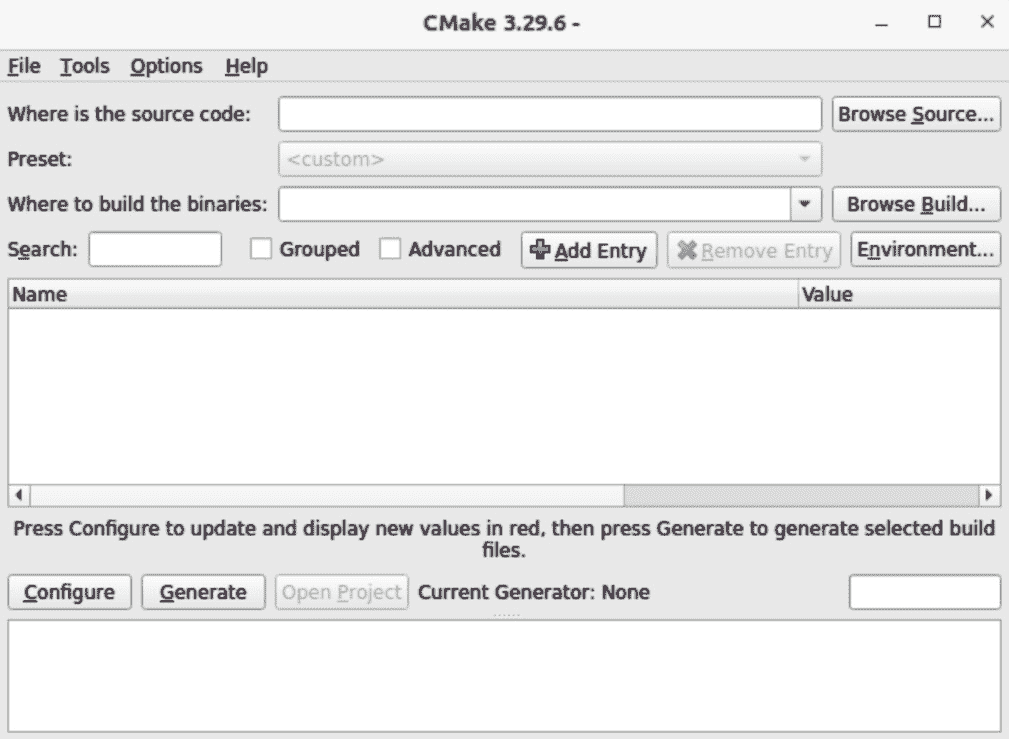 CMake 3.29.6 -
File Tools Options Help
Where is the source code: Browse Source...
Preset: <custom>
Where to build the binaries: Browse Build...
Search: Grouped Advanced Add Entry Remove Entry Environment...
Name Value
Press Configure to update and display new values in red, then press Generate to generate selected build
files.
Configure Generate Open Project Current Generator: None